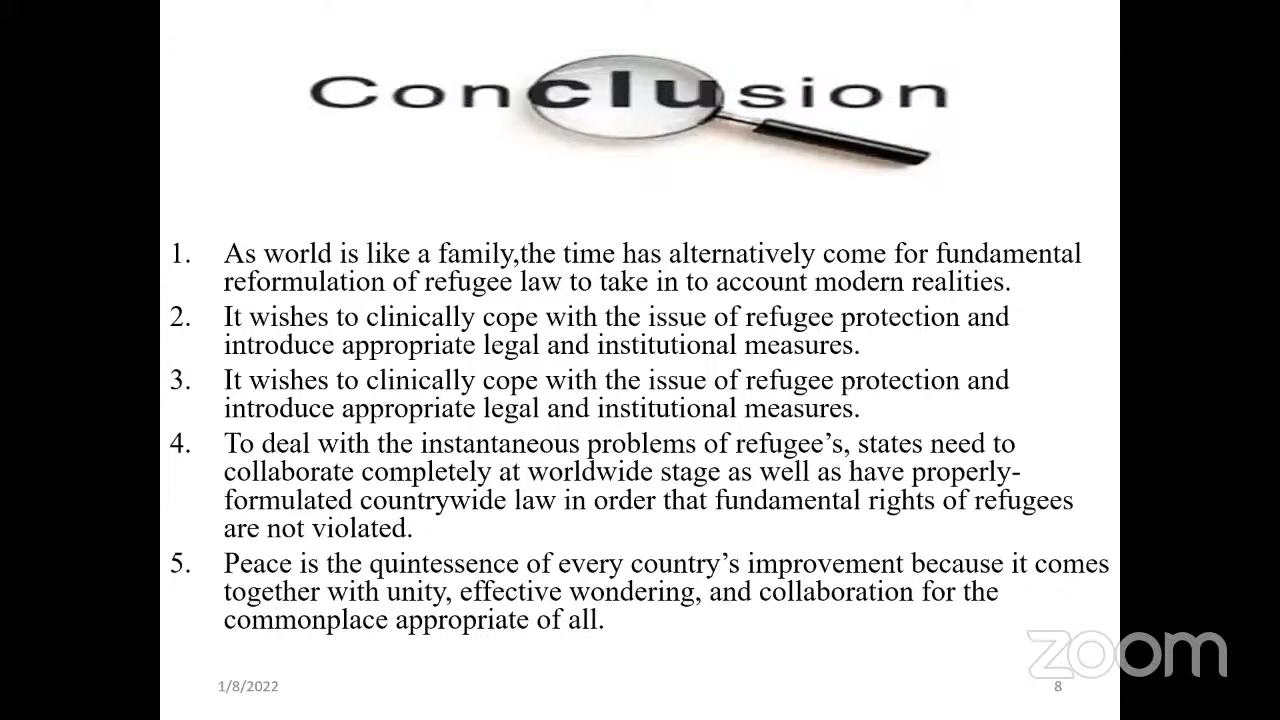 Conclusion
1. As world is like a family,the time has alternatively come for fundamental
reformulation of refugee law to take in to account modern realities.
2. It wishes to clinically cope with the issue of refugee protection and
introduce appropriate legal and institutional measures.
3. It wishes to clinically cope with the issue of refugee protection and
introduce appropriate legal and institutional measures.
4. To deal with the instantaneous problems of refugee’s, states need to
collaborate completely at worldwide stage as well as have properly-
formulated countrywide law in order that fundamental rights of refugees
are not violated.
5. Peace is the quintessence of every country’s improvement because it comes
together with unity, effective wondering, and collaboration for the
commonplace appropriate of all.
zoom
1/8/2022 8